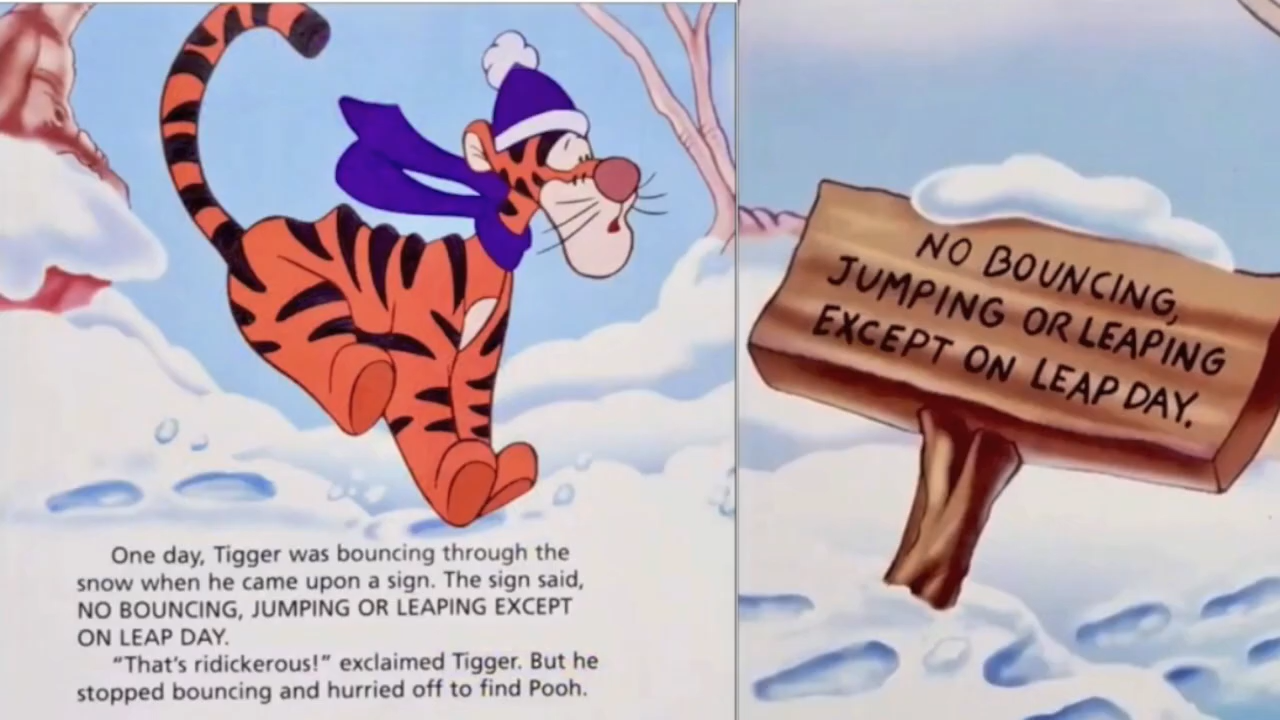 One day, Tigger was bouncing through the
snow when he came upon a sign. The sign said,
NO BOUNCING, JUMPING OR LEAPING EXCEPT
ON LEAP DAY.
“That's ridickerous!” exclaimed Tigger. But he
stopped bouncing and hurried off to find Pooh.
NO BOUNCING,
JUMPING OR LEAPING
EXCEPT ON LEAP DAY.